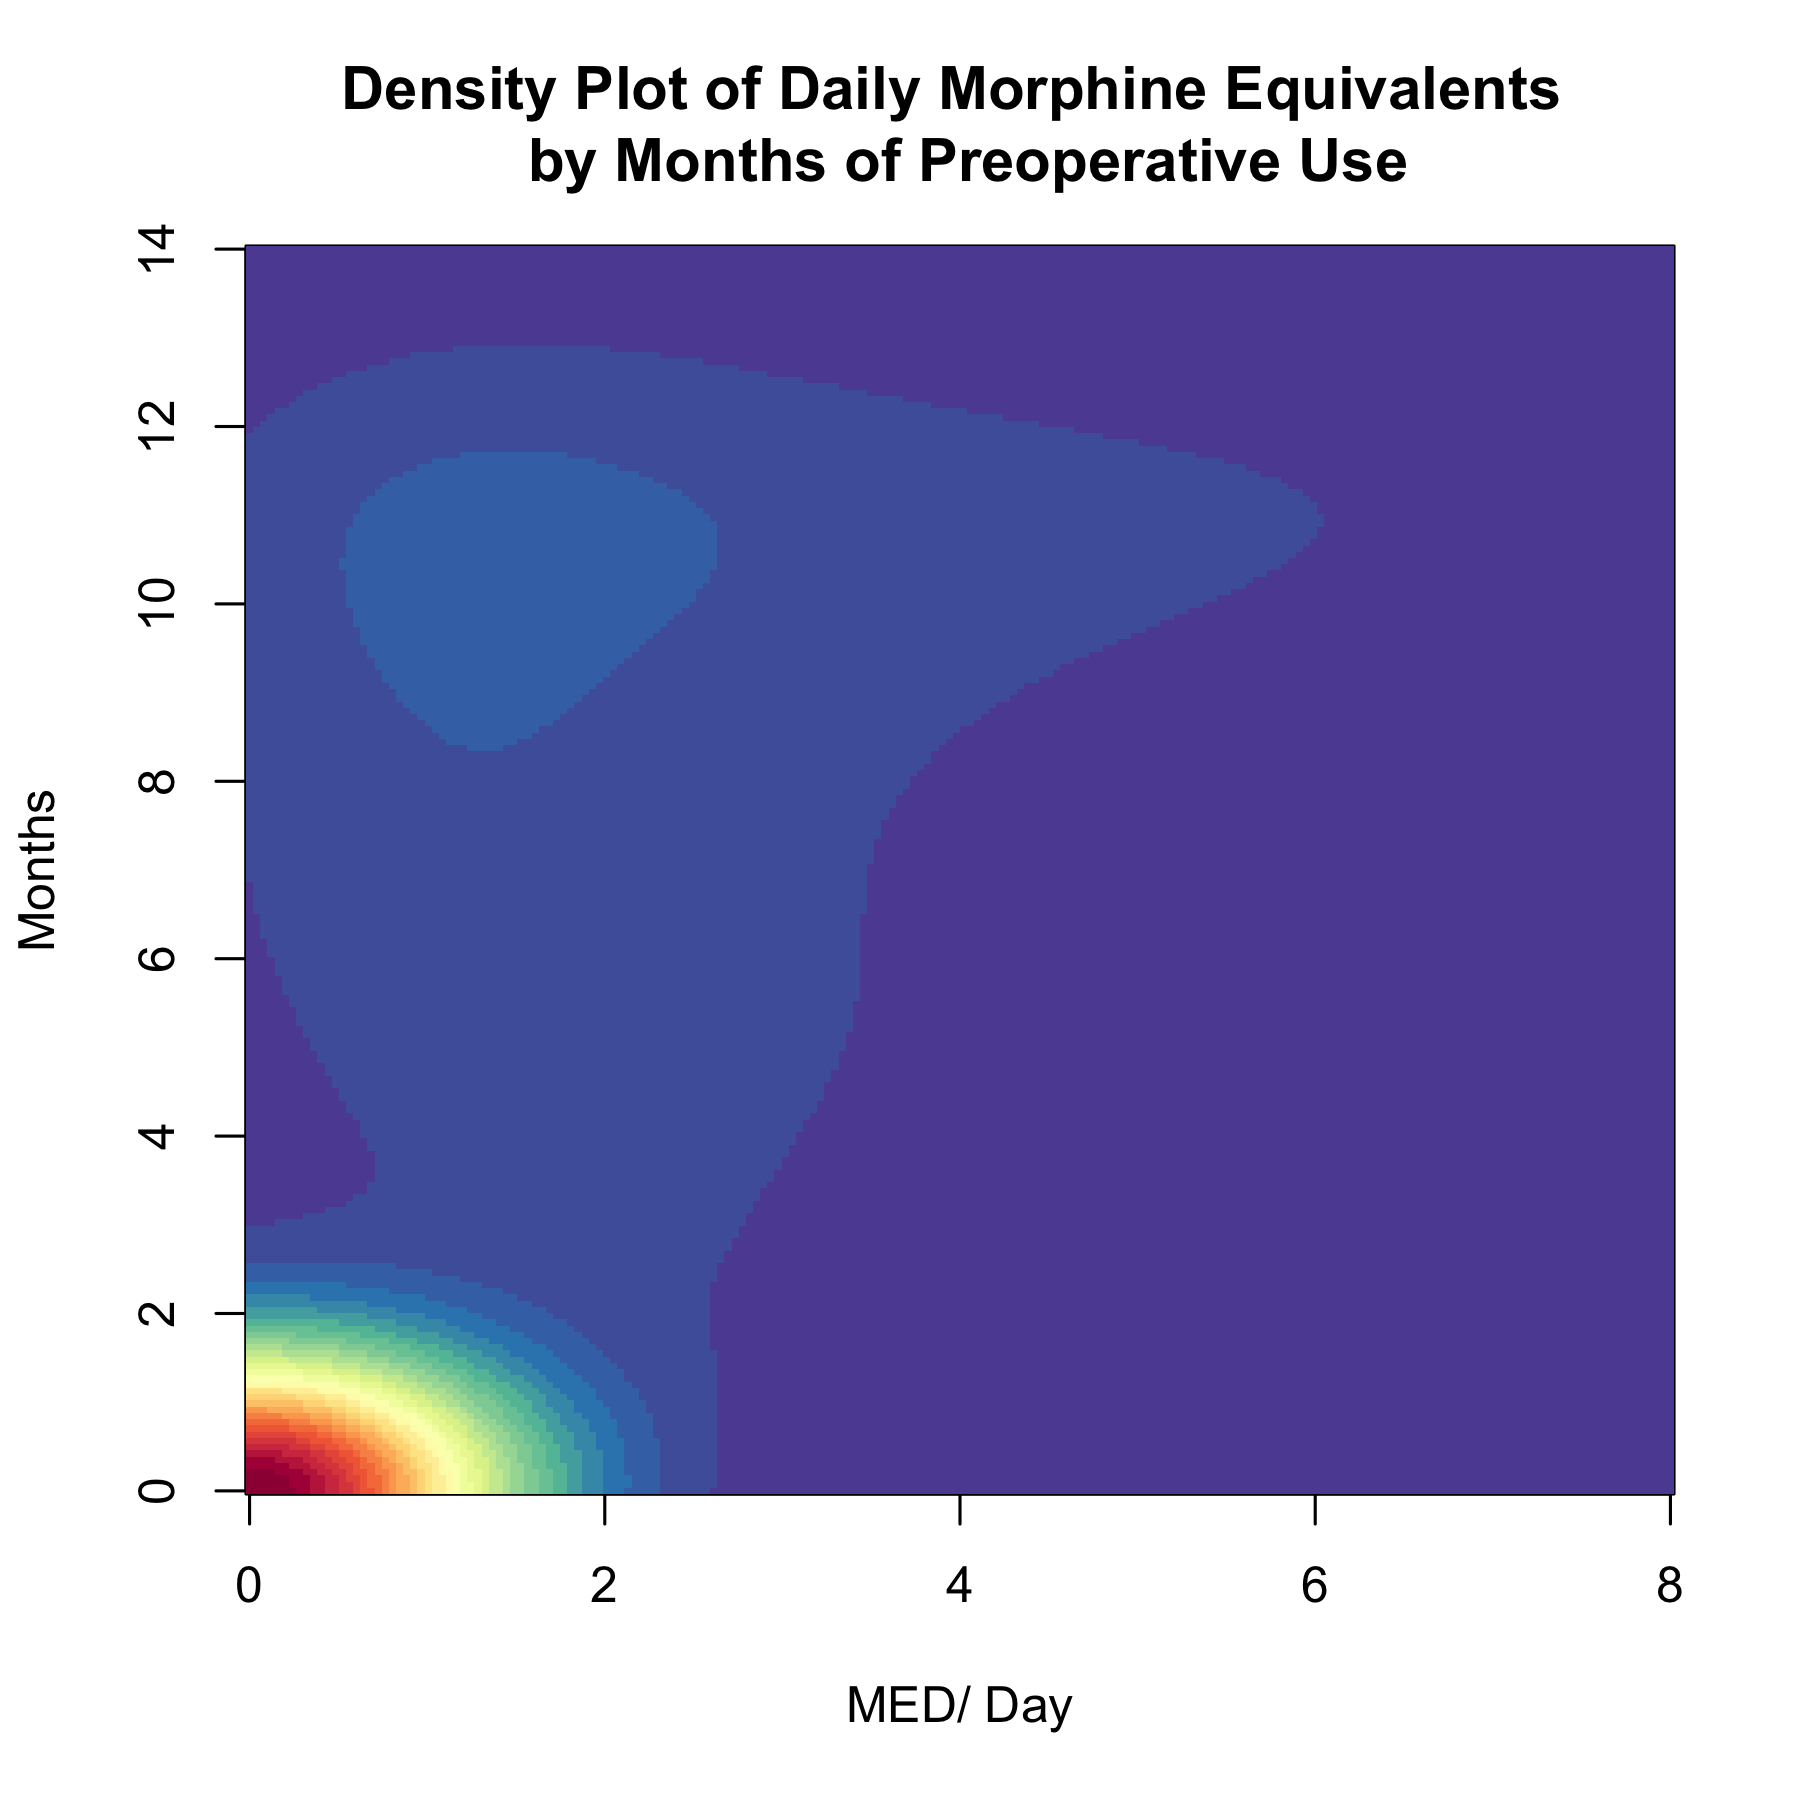 Density Plot of Daily Morphine Equivalents
by Months of Preoperative Use
14
12
10
8
6
4
2
0
Months
0 2 4 6 8
MED/ Day